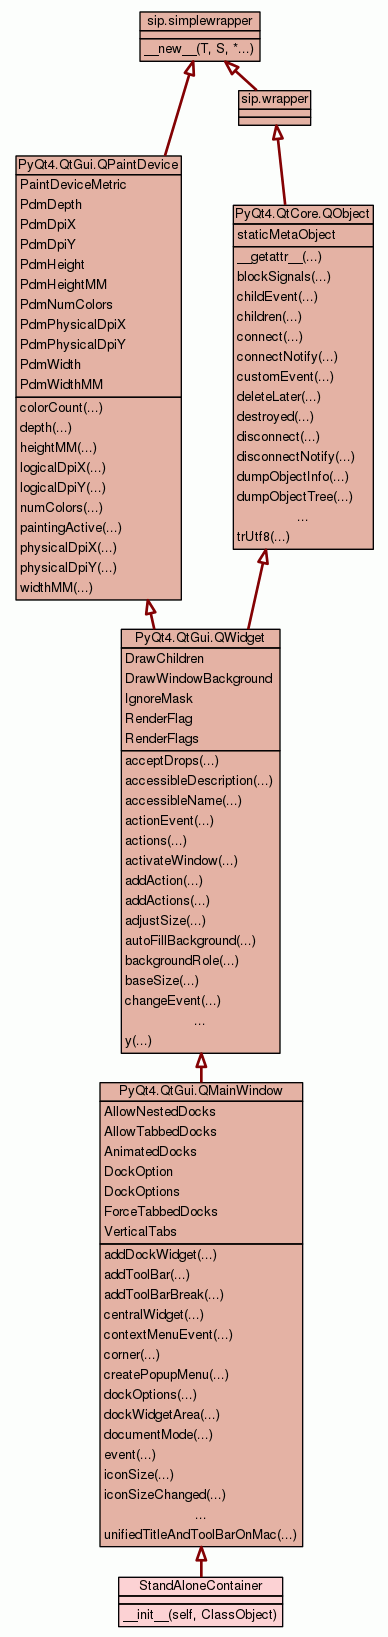 sip.simplewrapper
__new__(T, S, *...)
sip.wrapper
PyQt4.QtGui.QPaintDevice
PaintDeviceMetric
PdmDepth
PdmDpiX
PdmDpiY
PdmHeight
PdmHeightMM
PdmNumColors
PdmPhysicalDpiX
PdmPhysicalDpiY
PdmWidth
PdmWidthMM
colorCount(...)
depth(...)
heightMM(...)
logicalDpiX(...)
logicalDpiY(...)
numColors(...)
paintingActive(...)
physicalDpiX(...)
physicalDpiY(...)
widthMM(...)
PyQt4.QtCore.QObject
staticMetaObject
__getattr__(...)
blockSignals(...)
childEvent(...)
children(...)
connect(...)
connectNotify(...)
customEvent(...)
deleteLater(...)
destroyed(...)
disconnect(...)
disconnectNotify(...)
dumpObjectInfo(...)
dumpObjectTree(...)
...
trUtf8(...)
PyQt4.QtGui.QWidget
DrawChildren
DrawWindowBackground
IgnoreMask
RenderFlag
RenderFlags
acceptDrops(...)
accessibleDescription(...)
accessibleName(...)
actionEvent(...)
actions(...)
activateWindow(...)
addAction(...)
addActions(...)
adjustSize(...)
autoFillBackground(...)
backgroundRole(...)
baseSize(...)
changeEvent(...)
...
y(...)
PyQt4.QtGui.QMainWindow
AllowNestedDocks
AllowTabbedDocks
AnimatedDocks
DockOption
DockOptions
ForceTabbedDocks
VerticalTabs
addDockWidget(...)
addToolBar(...)
addToolBarBreak(...)
centralWidget(...)
contextMenuEvent(...)
corner(...)
createPopupMenu(...)
dockOptions(...)
dockWidgetArea(...)
documentMode(...)
event(...)
iconSize(...)
iconSizeChanged(...)
...
unifiedTitleAndToolBarOnMac(...)
StandAloneContainer
__init__(self, ClassObject)